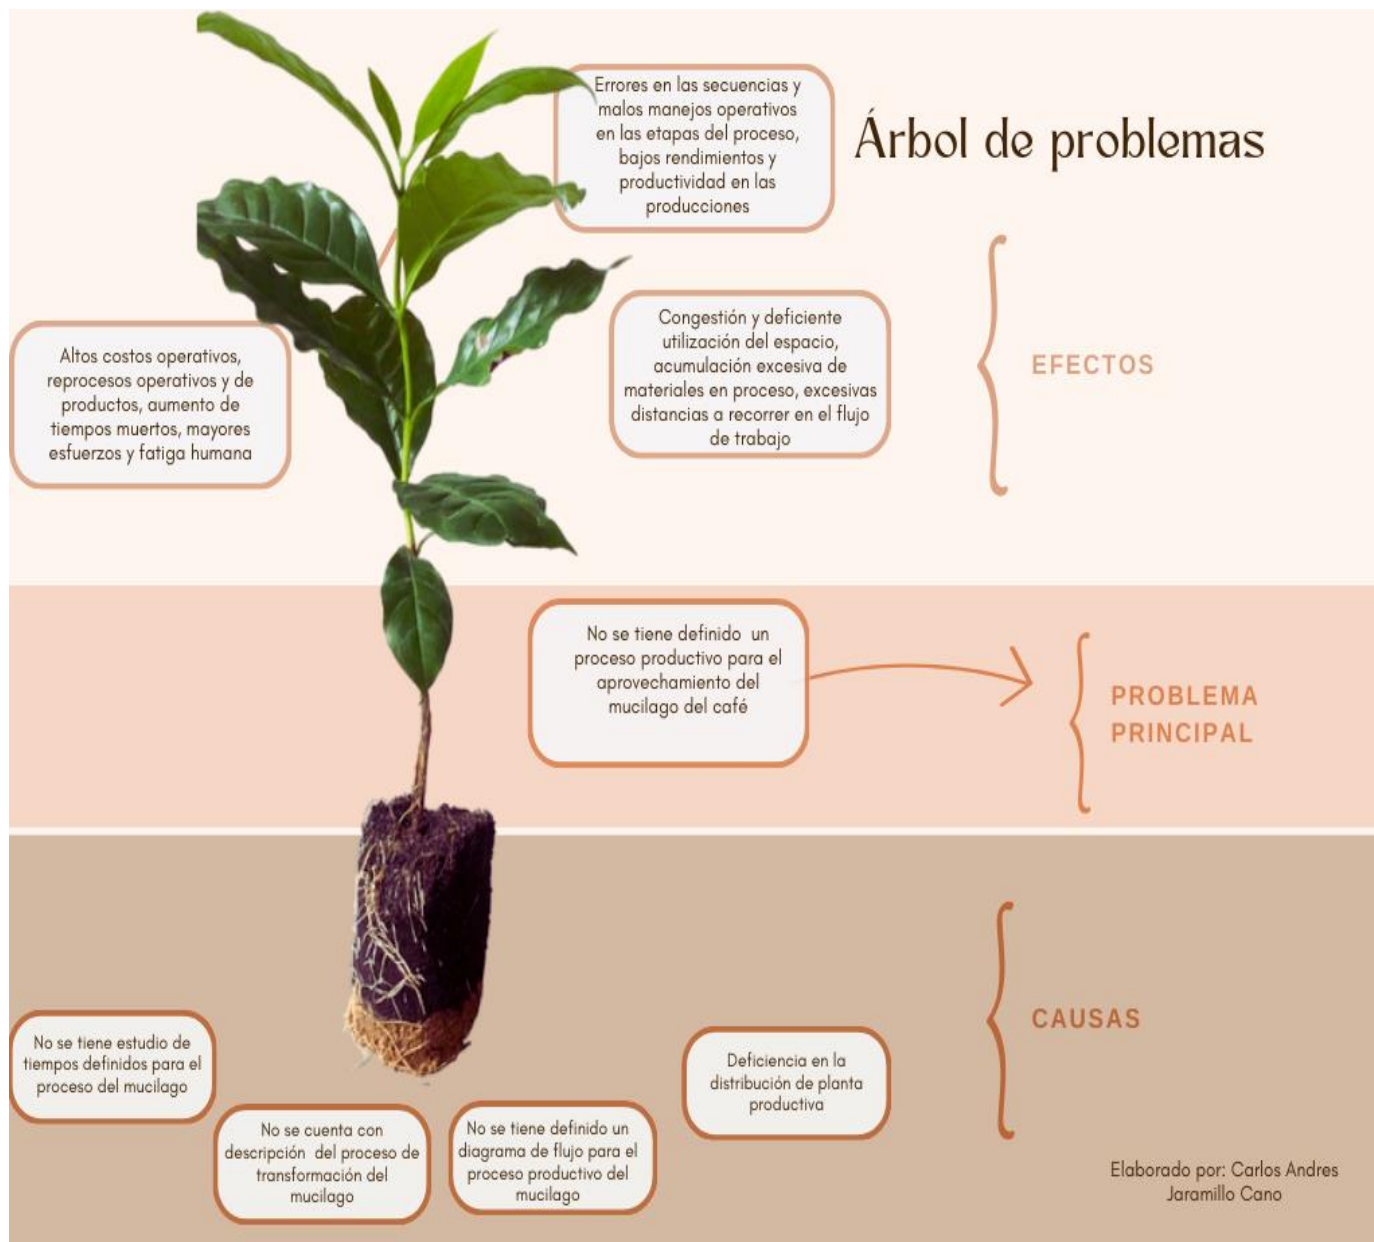 Árbol de problemas
Errores en las secuencias y
malos manejos operativos
en las etapas del proceso,
bajos rendimientos y
productividad en las
producciones
Altos costos operativos,
reprocesos operativos y de
productos, aumento de
tiempos muertos, mayores
esfuerzos y fatiga humana
Congestión y deficiente
utilización del espacio,
acumulación excesiva de
materiales en proceso, excesivas
distancias a recorrer en el flujo
de trabajo
EFECTOS
No se tiene definido un
proceso productivo para el
aprovechamiento del
mucilago del café
PROBLEMA
PRINCIPAL
CAUSAS
No se tiene estudio de
tiempos definidos para el
proceso del mucilago
No se cuenta con
descripción del proceso de
transformación del
mucilago
No se tiene definido un
diagrama de flujo para el
proceso productivo del
mucilago
Deficiencia en la
distribución de planta
productiva
Elaborado por: Carlos Andres
Jaramillo Cano